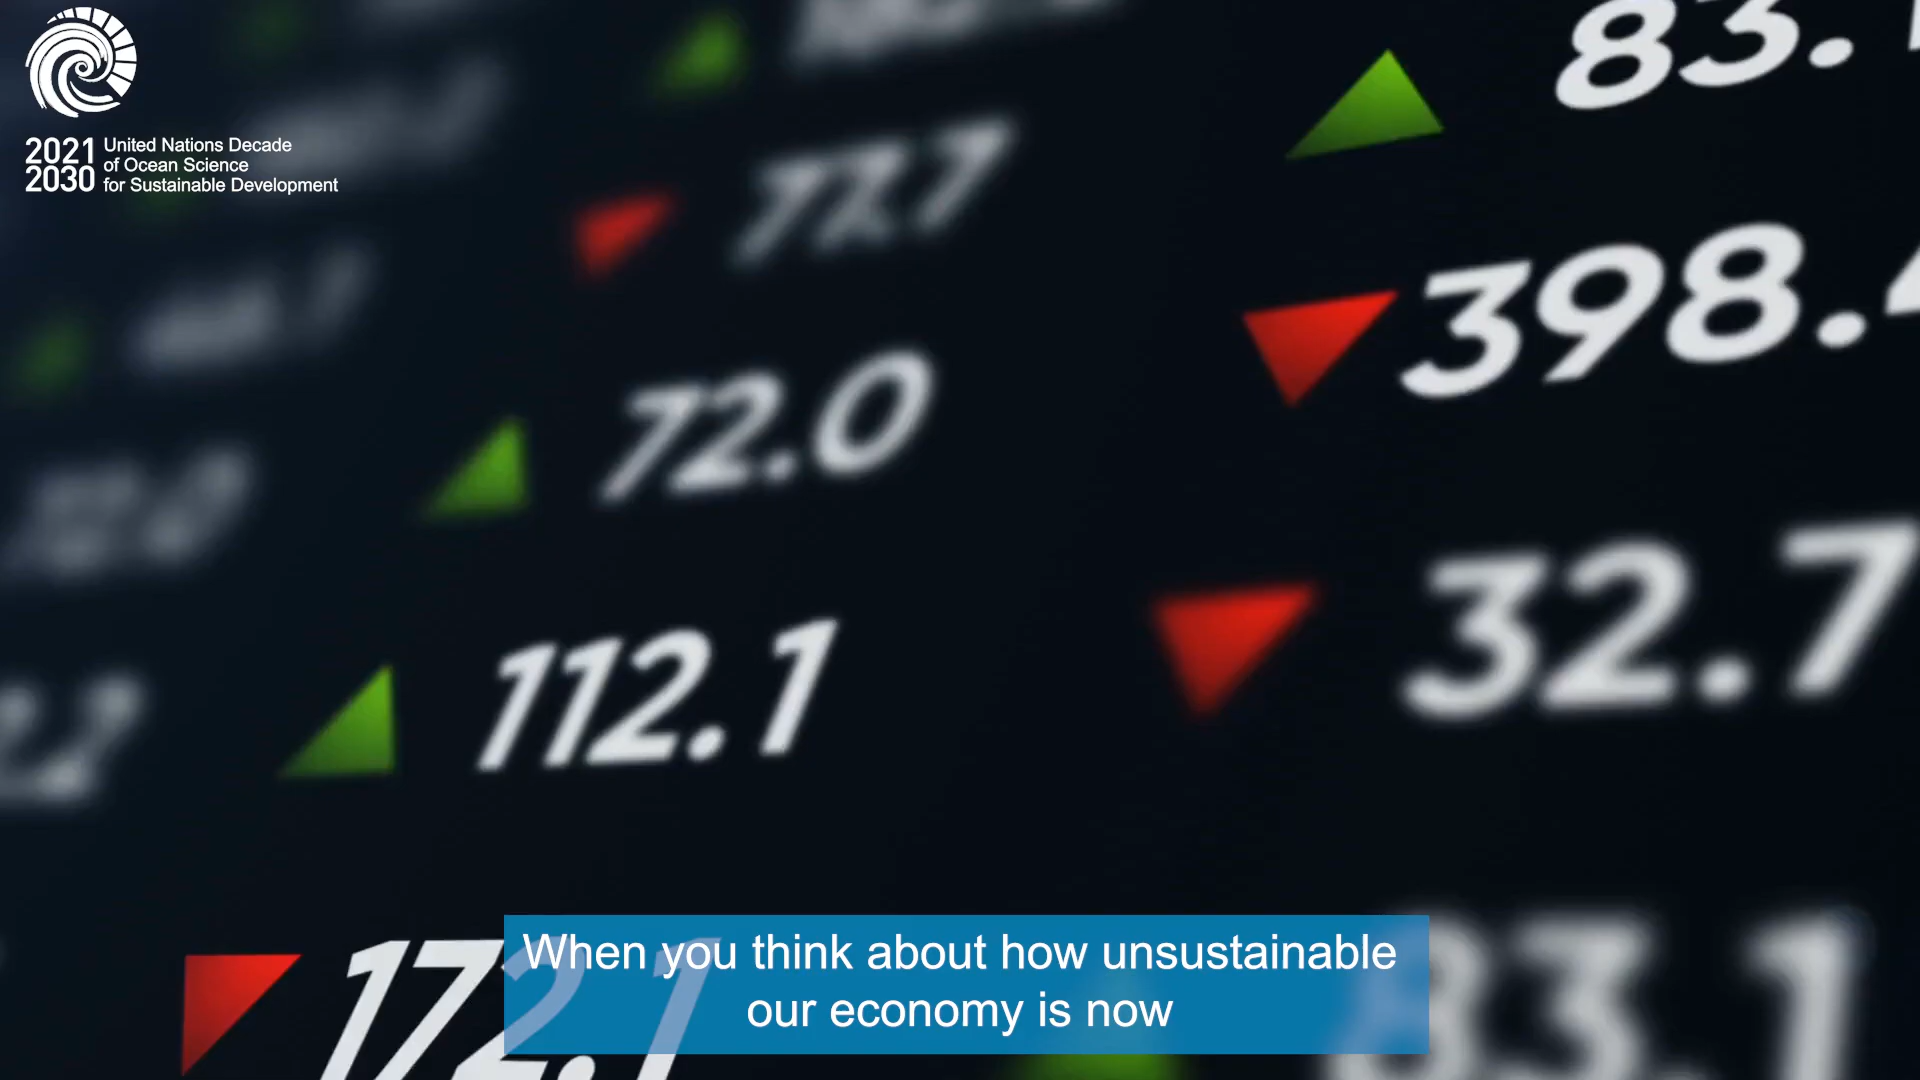 2021
2030
United Nations Decade
of Ocean Science
for Sustainable Development
83.
72.7
398.4
72.0
32.7
112.1
172.1
83.1
When you think about how unsustainable
our economy is now